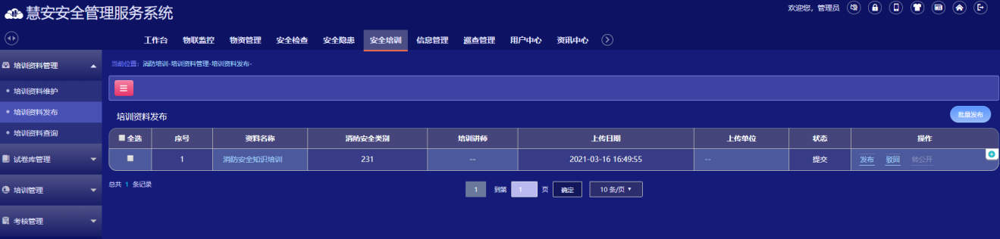 慧安安全管理服务系统
欢迎您，管理员
工作台 物联监控 物资管理 安全检查 安全隐患 安全培训 信息管理 巡查管理 用户中心 资讯中心
培训资料管理
培训资料维护
培训资料发布
培训资料查询
试卷库管理
培训管理
考核管理
当前位置：消防培训-培训资料管理-培训资料发布-
培训资料发布
批量发布
全选 序号 资料名称 消防安全类别 培训讲师 上传日期 上传单位 状态 操作
1 消防安全知识培训 231 -- 2021-03-16 16:49:55 -- 提交 发布 驳回 转公开
总共 1 条记录
1 到第 1 页 确定 10 条/页